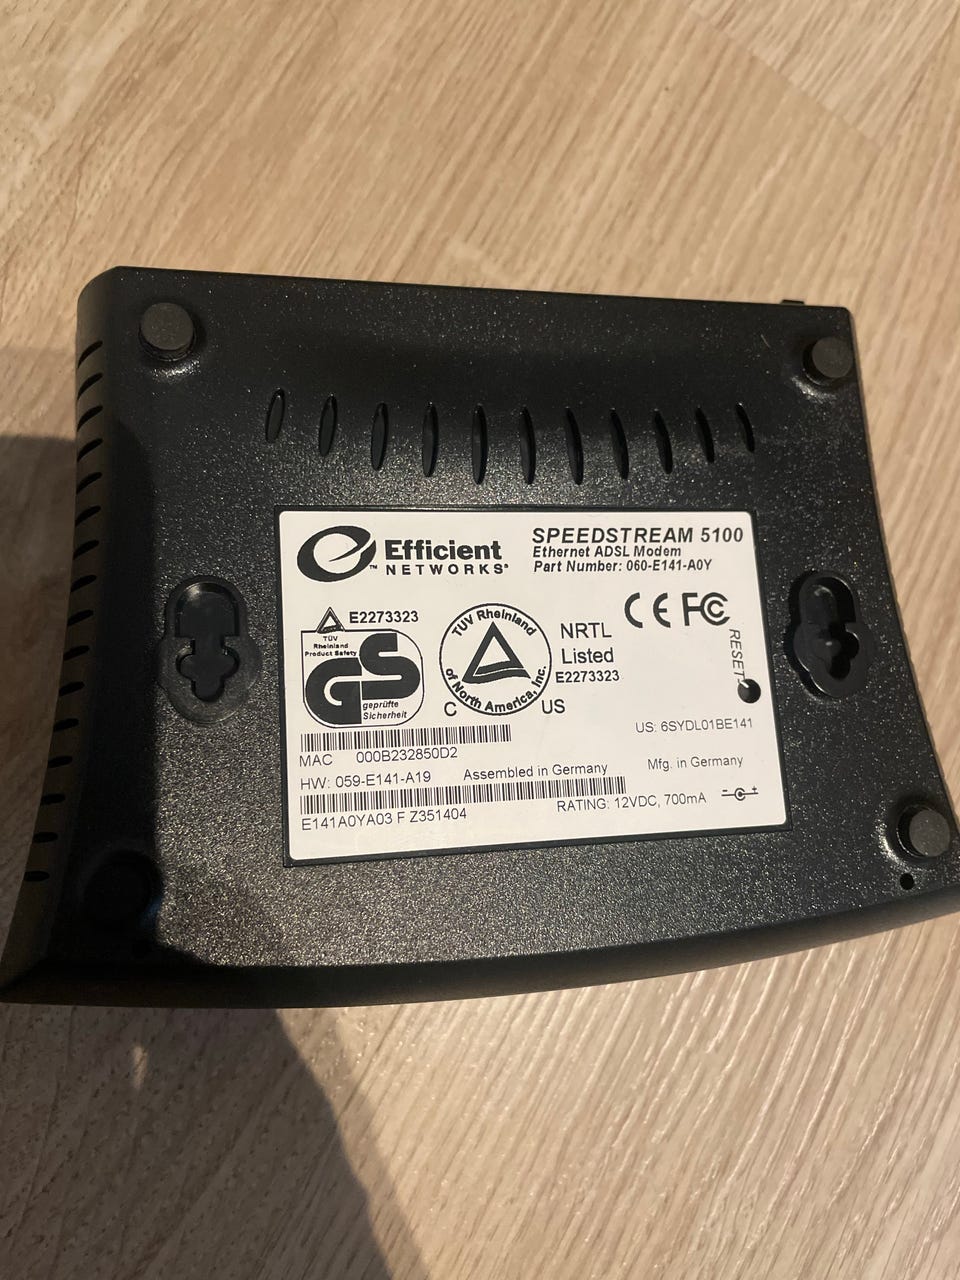 Efficient
NETWORKS®
™
SPEEDSTREAM 5100
Ethernet ADSL Modem
Part Number: 060-E141-A0Y
E2273323
TÜV
Rheinland
Product Safety
GS
geprüfte
Sicherheit
TÜV Rheinland
of North America, Inc.
C US
NRTL
Listed
E2273323
CE FC
RESET
US: 6SYDL01BE141
MAC 000B232850D2
HW: 059-E141-A19 Assembled in Germany Mfg. in Germany
E141A0YA03 F Z351404 RATING: 12VDC, 700mA
- +